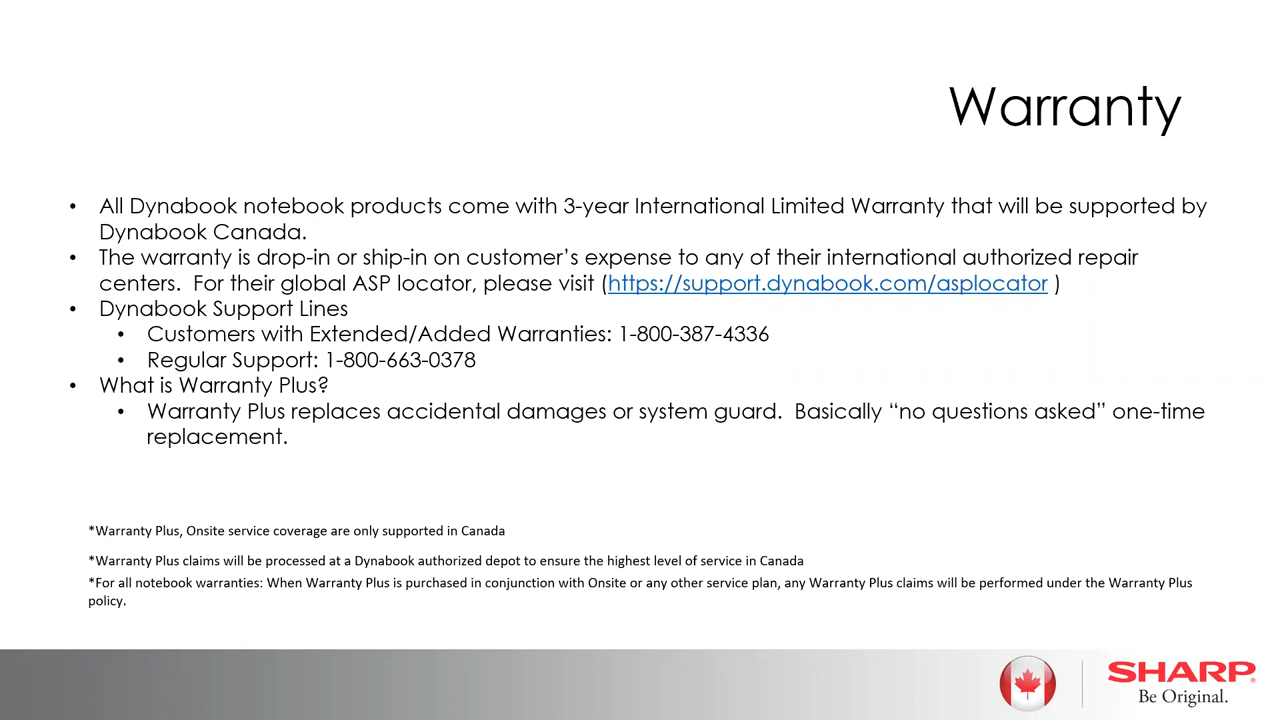 Warranty
• All Dynabook notebook products come with 3-year International Limited Warranty that will be supported by
Dynabook Canada.
• The warranty is drop-in or ship-in on customer’s expense to any of their international authorized repair
centers.  For their global ASP locator, please visit (https://support.dynabook.com/asplocator )
• Dynabook Support Lines
• Customers with Extended/Added Warranties: 1-800-387-4336
• Regular Support: 1-800-663-0378
• What is Warranty Plus?
• Warranty Plus replaces accidental damages or system guard.  Basically “no questions asked” one-time
replacement.
*Warranty Plus, Onsite service coverage are only supported in Canada
*Warranty Plus claims will be processed at a Dynabook authorized depot to ensure the highest level of service in Canada
*For all notebook warranties: When Warranty Plus is purchased in conjunction with Onsite or any other service plan, any Warranty Plus claims will be performed under the Warranty Plus
policy.
SHARP
Be Original.